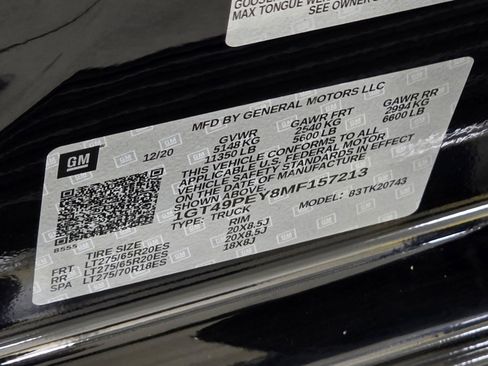 MAX TONGUE WEI
SEE OWNER
MFD BY GENERAL MOTORS LLC
GM
12/20
GVWR GAWR FRT GAWR RR
5148 KG 2540 KG 2994 KG
11350 LB 5600 LB 6600 LB
THIS VEHICLE CONFORMS TO ALL
APPLICABLE U.S. FEDERAL MOTOR
VEHICLE SAFETY STANDARDS IN EFFECT
ON THE DATE OF MANUFACTURE
SHOWN ABOVE.
1GT49PEY8MF157213
TYPE: TRUCK MODEL: 83TK20743
TIRE SIZE RIM
FRT LT275/65R20ES 20X8.5J
RR LT275/65R20ES 20X8.5J
SPA LT275/70R18ES 18X8J